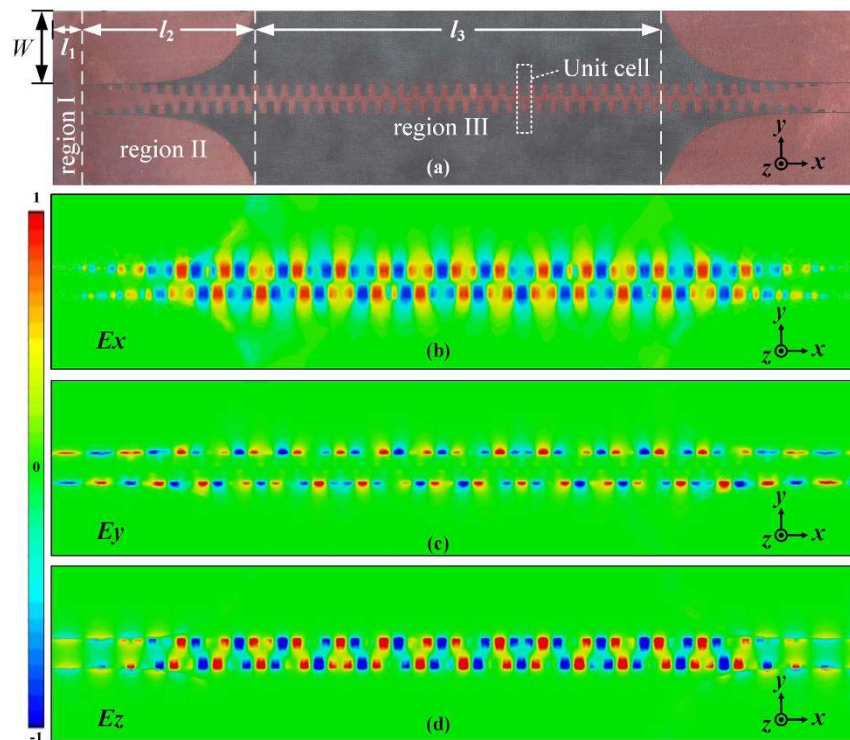 W
l1
l2
l3
Unit cell
region I
region II
region III
(a)
y
z
x
1
0
-1
Ex
(b)
y
z
x
Ey
(c)
y
z
x
Ez
(d)
y
z
x